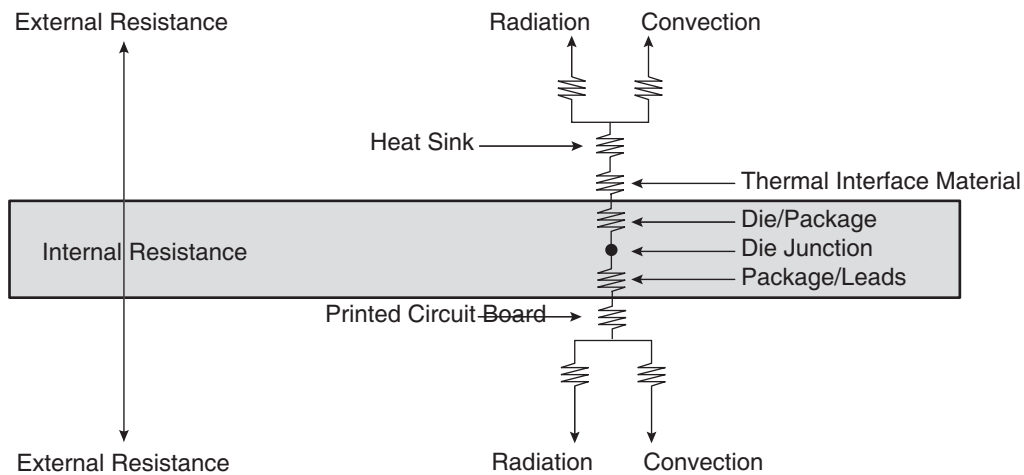 External Resistance
Radiation
Convection
Heat Sink
Thermal Interface Material
Die/Package
Internal Resistance
Die Junction
Package/Leads
Printed Circuit Board
External Resistance
Radiation
Convection